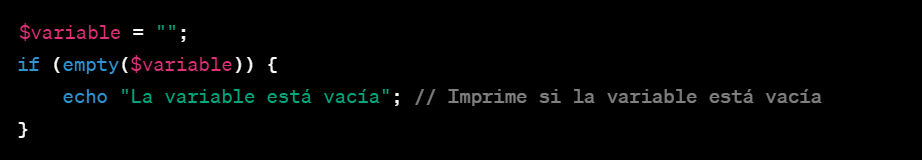 $variable = "";
if (empty($variable)) {
    echo "La variable está vacía"; // Imprime si la variable está vacía
}